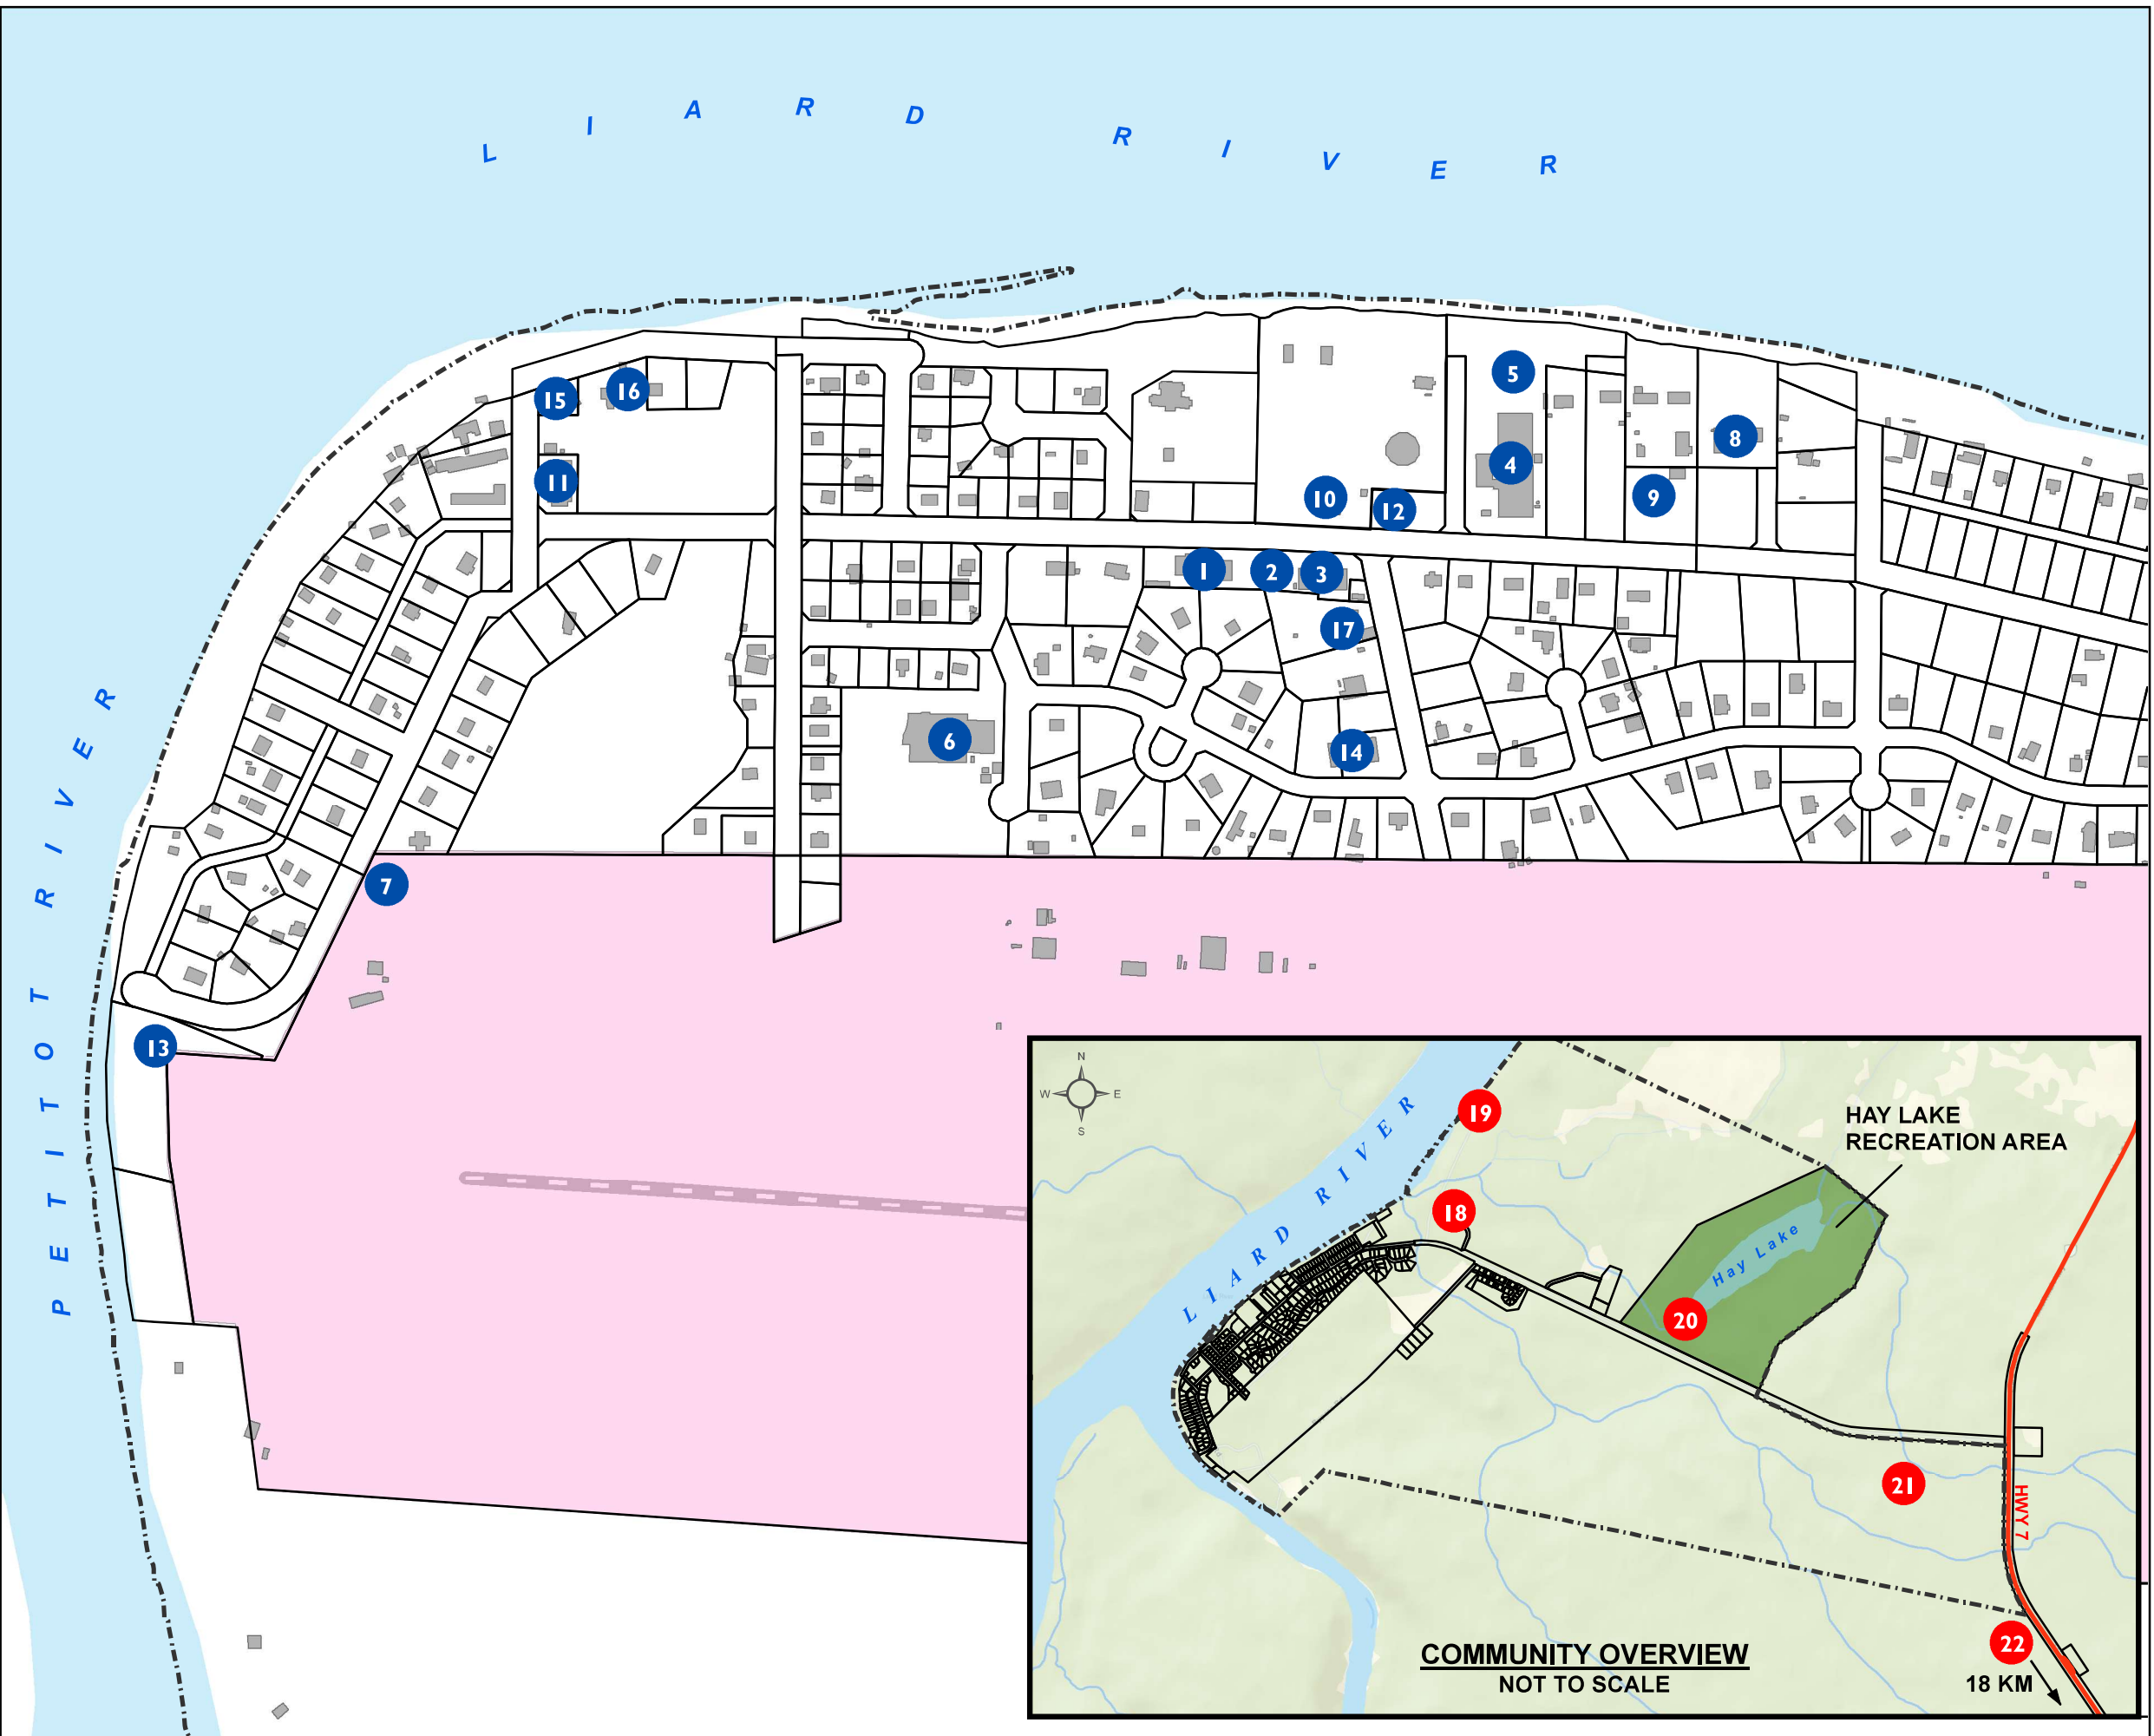 LIARD RIVER
5
16
15
8
4
11
9
10
12
1
2
3
17
6
14
7
13
PETITOT RIVER
N
W E
S
19
HAY LAKE
RECREATION AREA
LIARD RIVER
18
Hay Lake
20
21
HWY 7
22
COMMUNITY OVERVIEW
NOT TO SCALE
18 KM